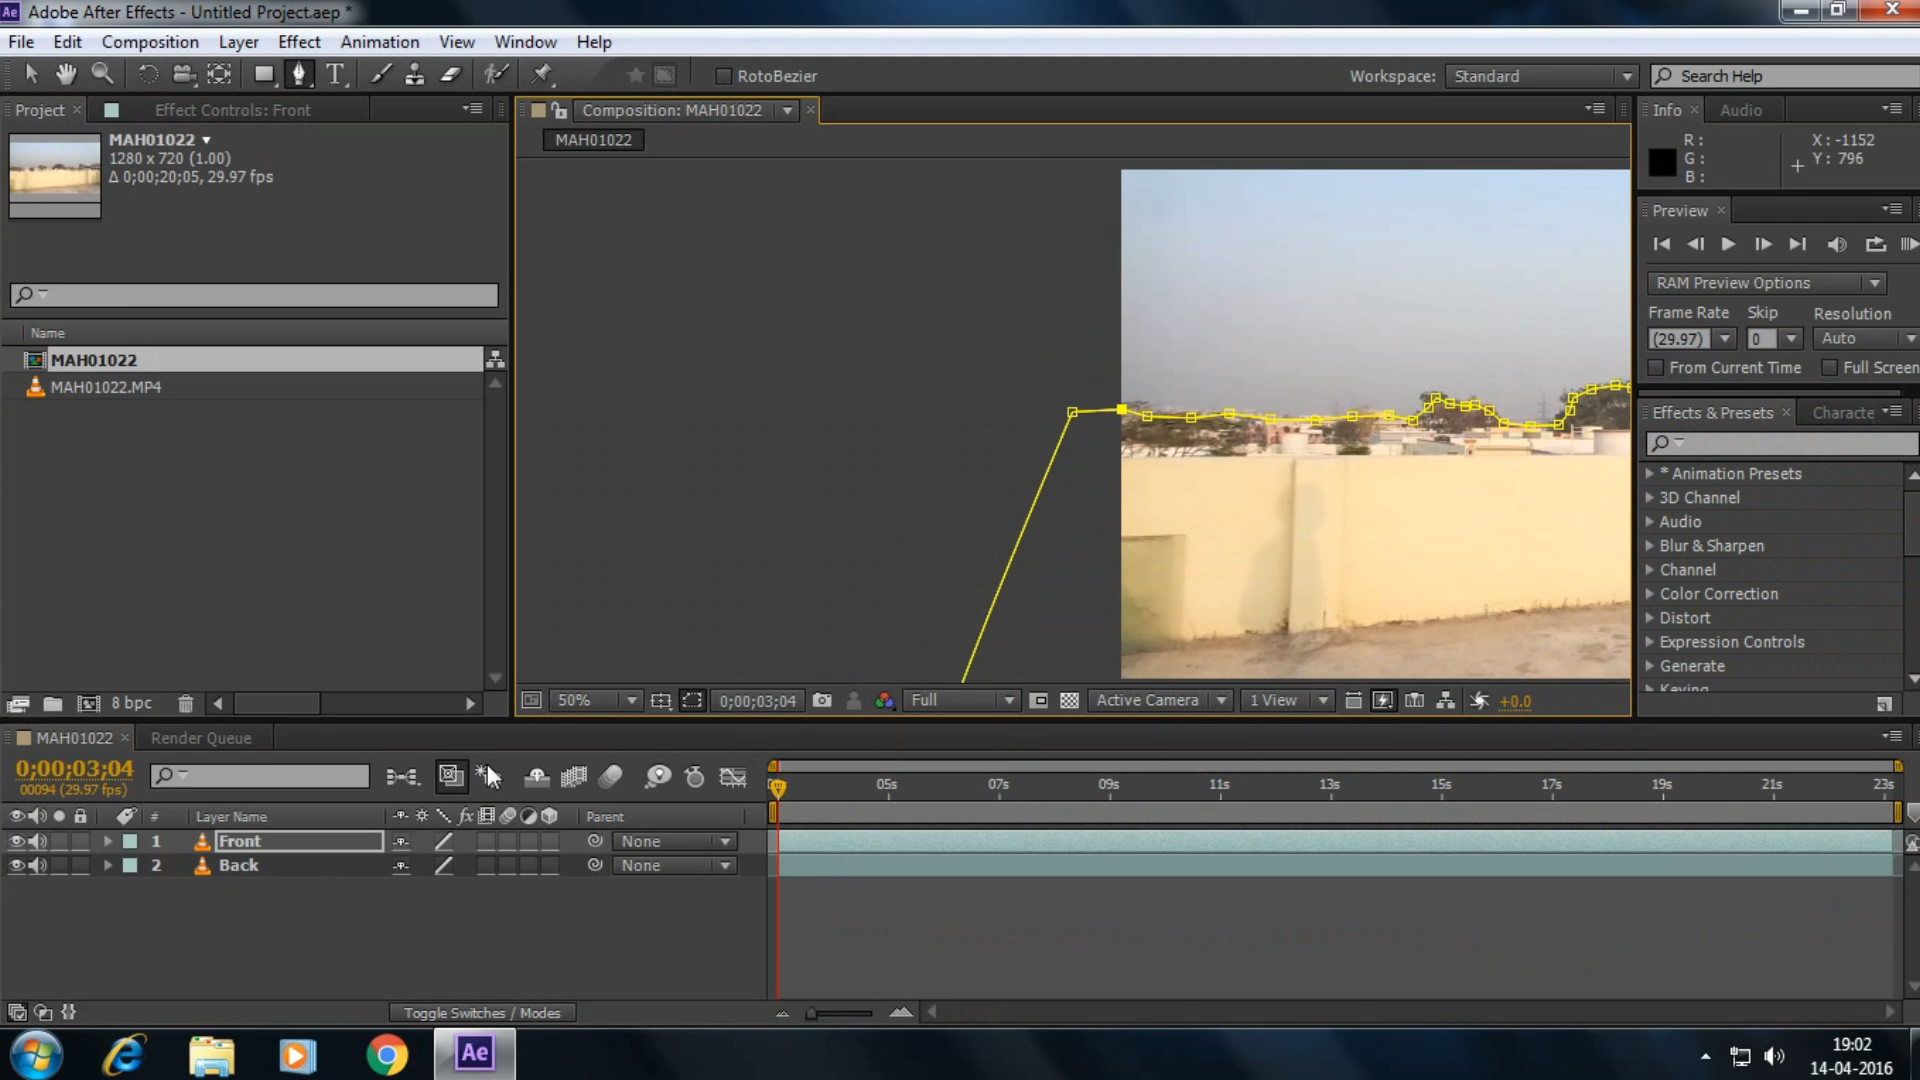 Ae Adobe After Effects - Untitled Project.aep *
File Edit Composition Layer Effect Animation View Window Help
T RotoBezier Workspace: Standard Search Help
Project Effect Controls: Front
MAH01022
1280 x 720 (1.00)
Δ 0;00;20;05, 29.97 fps
Name
MAH01022
MAH01022.MP4
8 bpc
Composition: MAH01022
MAH01022
50% 0;00;03;04 Full Active Camera 1 View +0.0
Info Audio
R : X : -1152
G : Y : 796
B :
Preview
RAM Preview Options
Frame Rate Skip Resolution
(29.97) 0 Auto
From Current Time Full Screen
Effects & Presets Characte
* Animation Presets
3D Channel
Audio
Blur & Sharpen
Channel
Color Correction
Distort
Expression Controls
Generate
Keying
MAH01022 Render Queue
0;00;03;04
00094 (29.97 fps)
05s 07s 09s 11s 13s 15s 17s 19s 21s 23s
# Layer Name fx Parent
1 Front None
2 Back None
Toggle Switches / Modes
Ae
19:02
14-04-2016